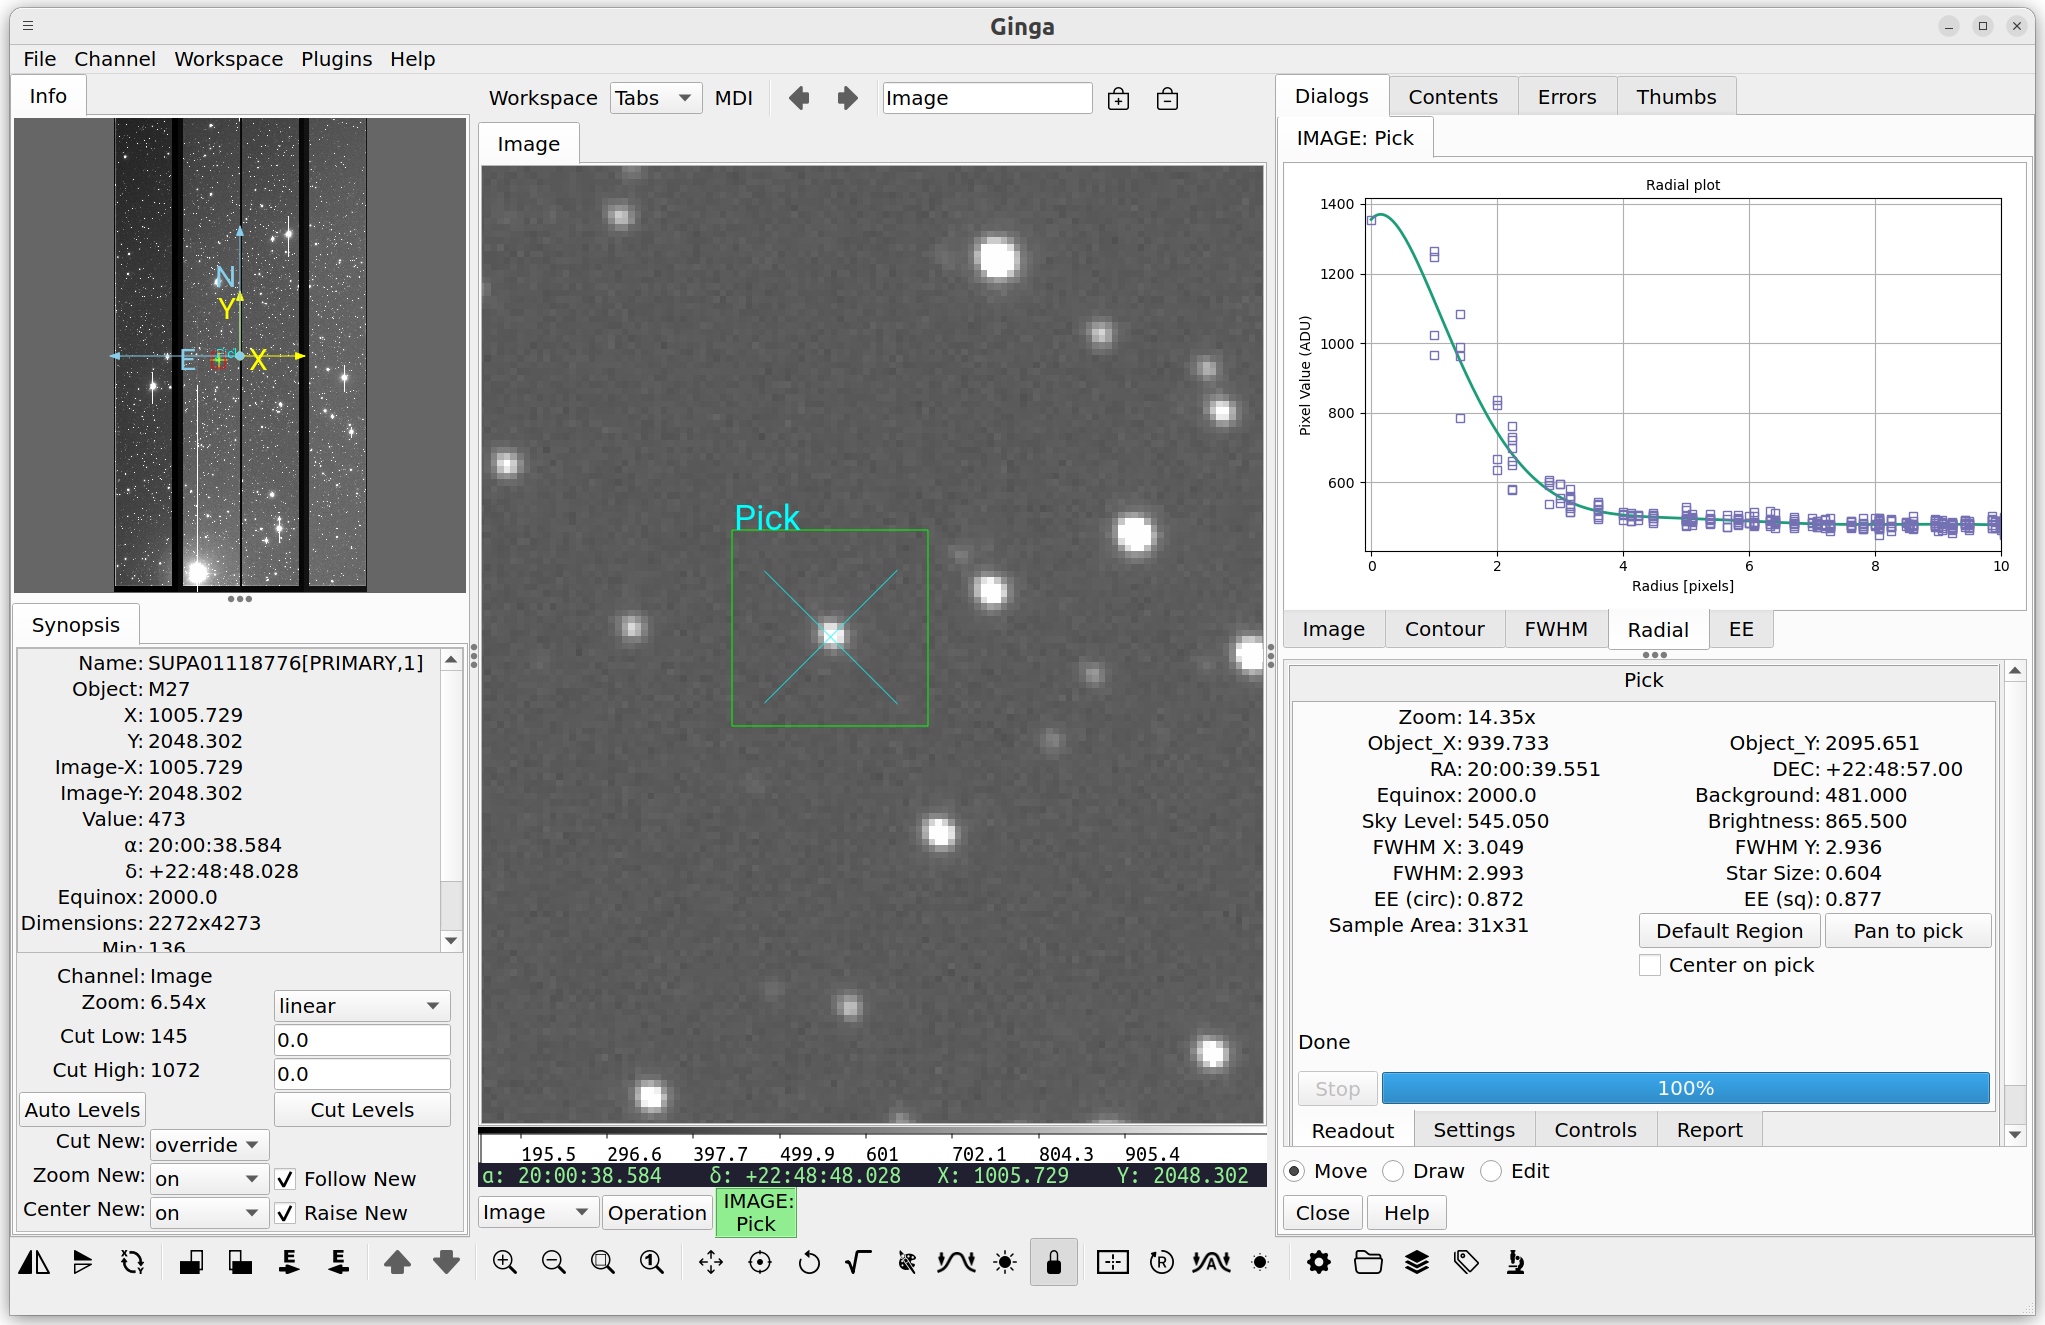 Ginga
File Channel Workspace Plugins Help
Info
N
Y
E
X
Synopsis
Name: SUPA01118776[PRIMARY,1]
Object: M27
X: 1005.729
Y: 2048.302
Image-X: 1005.729
Image-Y: 2048.302
Value: 473
α: 20:00:38.584
δ: +22:48:48.028
Equinox: 2000.0
Dimensions: 2272x4273
Min: 136
Channel: Image
Zoom: 6.54x linear
Cut Low: 145 0.0
Cut High: 1072 0.0
Auto Levels Cut Levels
Cut New: override
Zoom New: on Follow New
Center New: on Raise New
Workspace Tabs MDI Image
Image
Pick
195.5 296.6 397.7 499.9 601 702.1 804.3 905.4
α: 20:00:38.584 δ: +22:48:48.028 X: 1005.729 Y: 2048.302
Image Operation IMAGE: Pick
Dialogs Contents Errors Thumbs
IMAGE: Pick
Radial plot
Pixel Value (ADU)
1400
1200
1000
800
600
0 2 4 6 8 10
Radius [pixels]
Image Contour FWHM Radial EE
Pick
Zoom: 14.35x
Object_X: 939.733 Object_Y: 2095.651
RA: 20:00:39.551 DEC: +22:48:57.00
Equinox: 2000.0 Background: 481.000
Sky Level: 545.050 Brightness: 865.500
FWHM X: 3.049 FWHM Y: 2.936
FWHM: 2.993 Star Size: 0.604
EE (circ): 0.872 EE (sq): 0.877
Sample Area: 31x31 Default Region Pan to pick
Center on pick
Done
Stop 100%
Readout Settings Controls Report
Move Draw Edit
Close Help